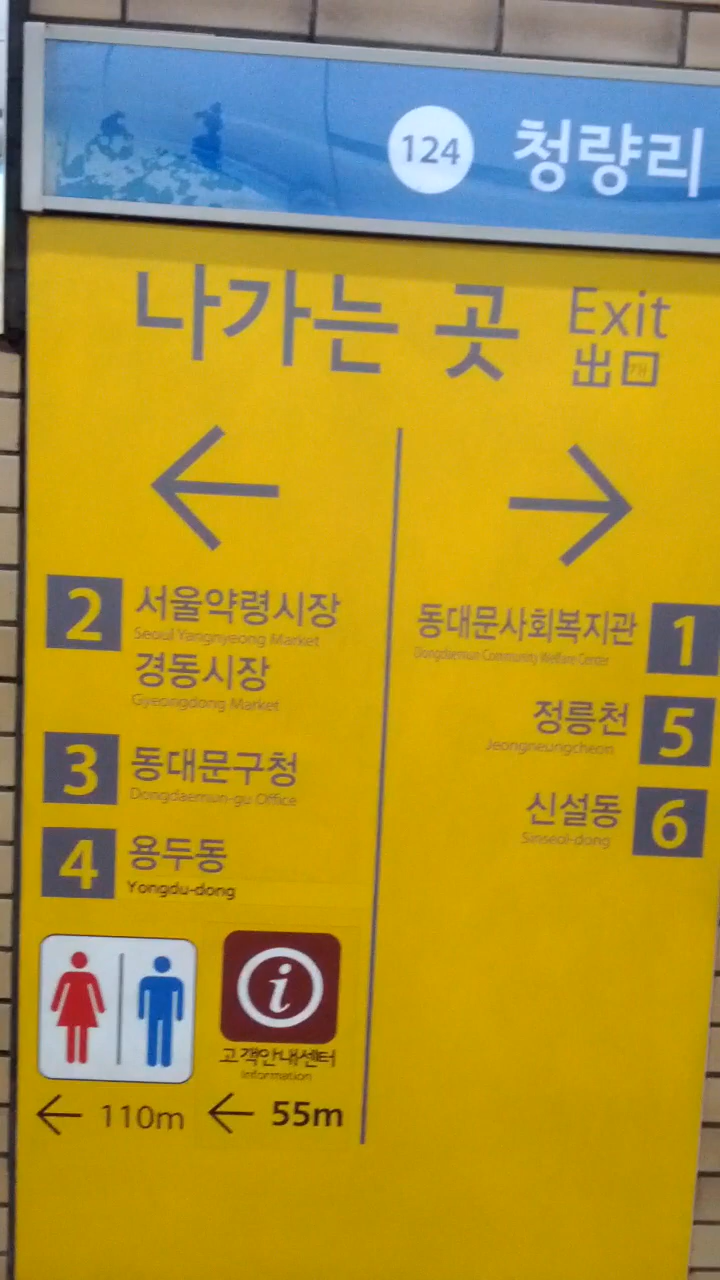 124 청량리
나가는 곳 Exit
出口
2 서울약령시장
Seoul Yangnyeong Market
경동시장
Gyeongdong Market
3 동대문구청
Dongdaemun-gu Office
4 용두동
Yongdu-dong
고객안내센터
Information
110m
55m
동대문사회복지관 1
Dongdaemun Community Welfare Center
정릉천 5
Jeongneungcheon
신설동 6
Sinseol-dong